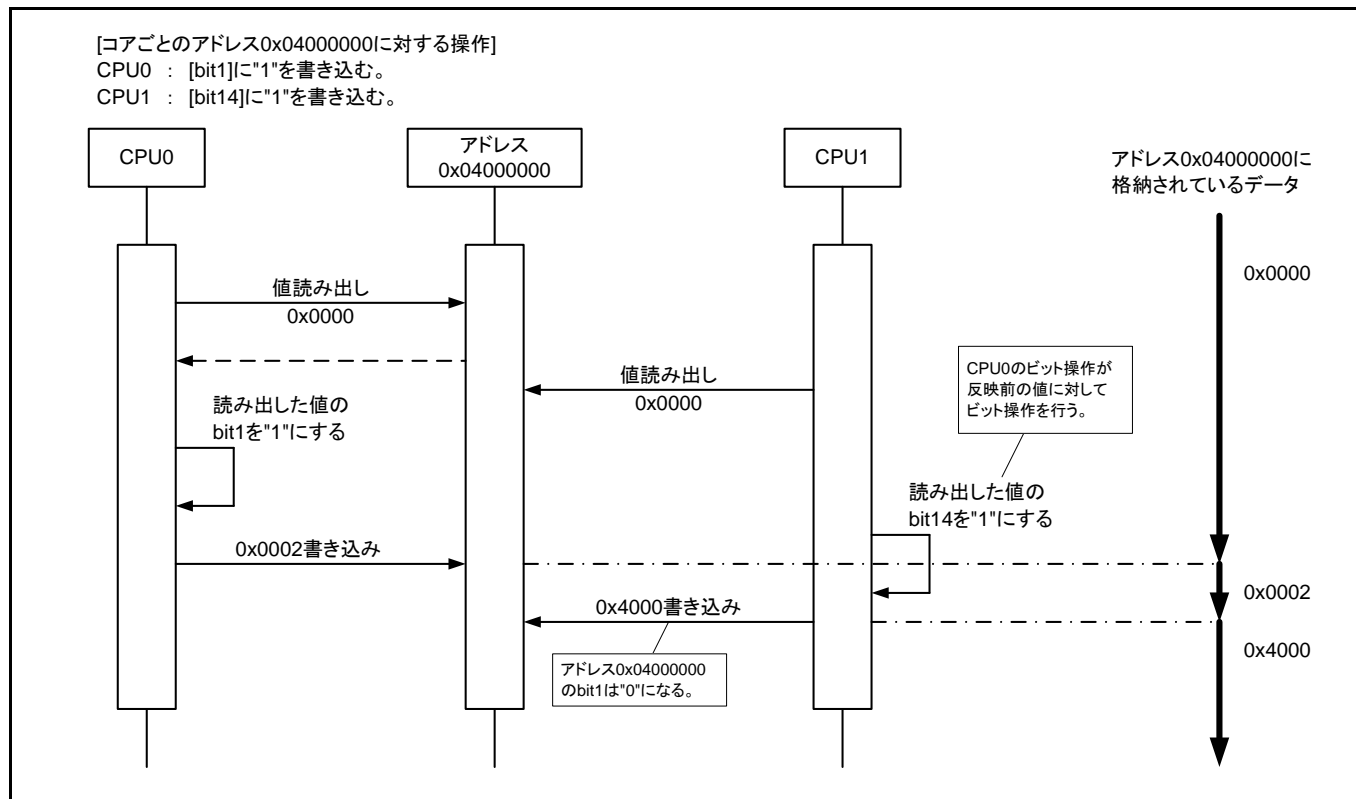 [コアごとのアドレス0x04000000に対する操作]
CPU0 : [bit1]に"1"を書き込む。
CPU1 : [bit14]に"1"を書き込む。
CPU0
アドレス
0x04000000
CPU1
アドレス0x04000000に
格納されているデータ
0x0000
値読み出し
0x0000
値読み出し
0x0000
CPU0のビット操作が
反映前の値に対して
ビット操作を行う。
読み出した値の
bit1を"1"にする
読み出した値の
bit14を"1"にする
0x0002書き込み
0x0002
0x4000書き込み
0x4000
アドレス0x04000000
のbit1は"0"になる。